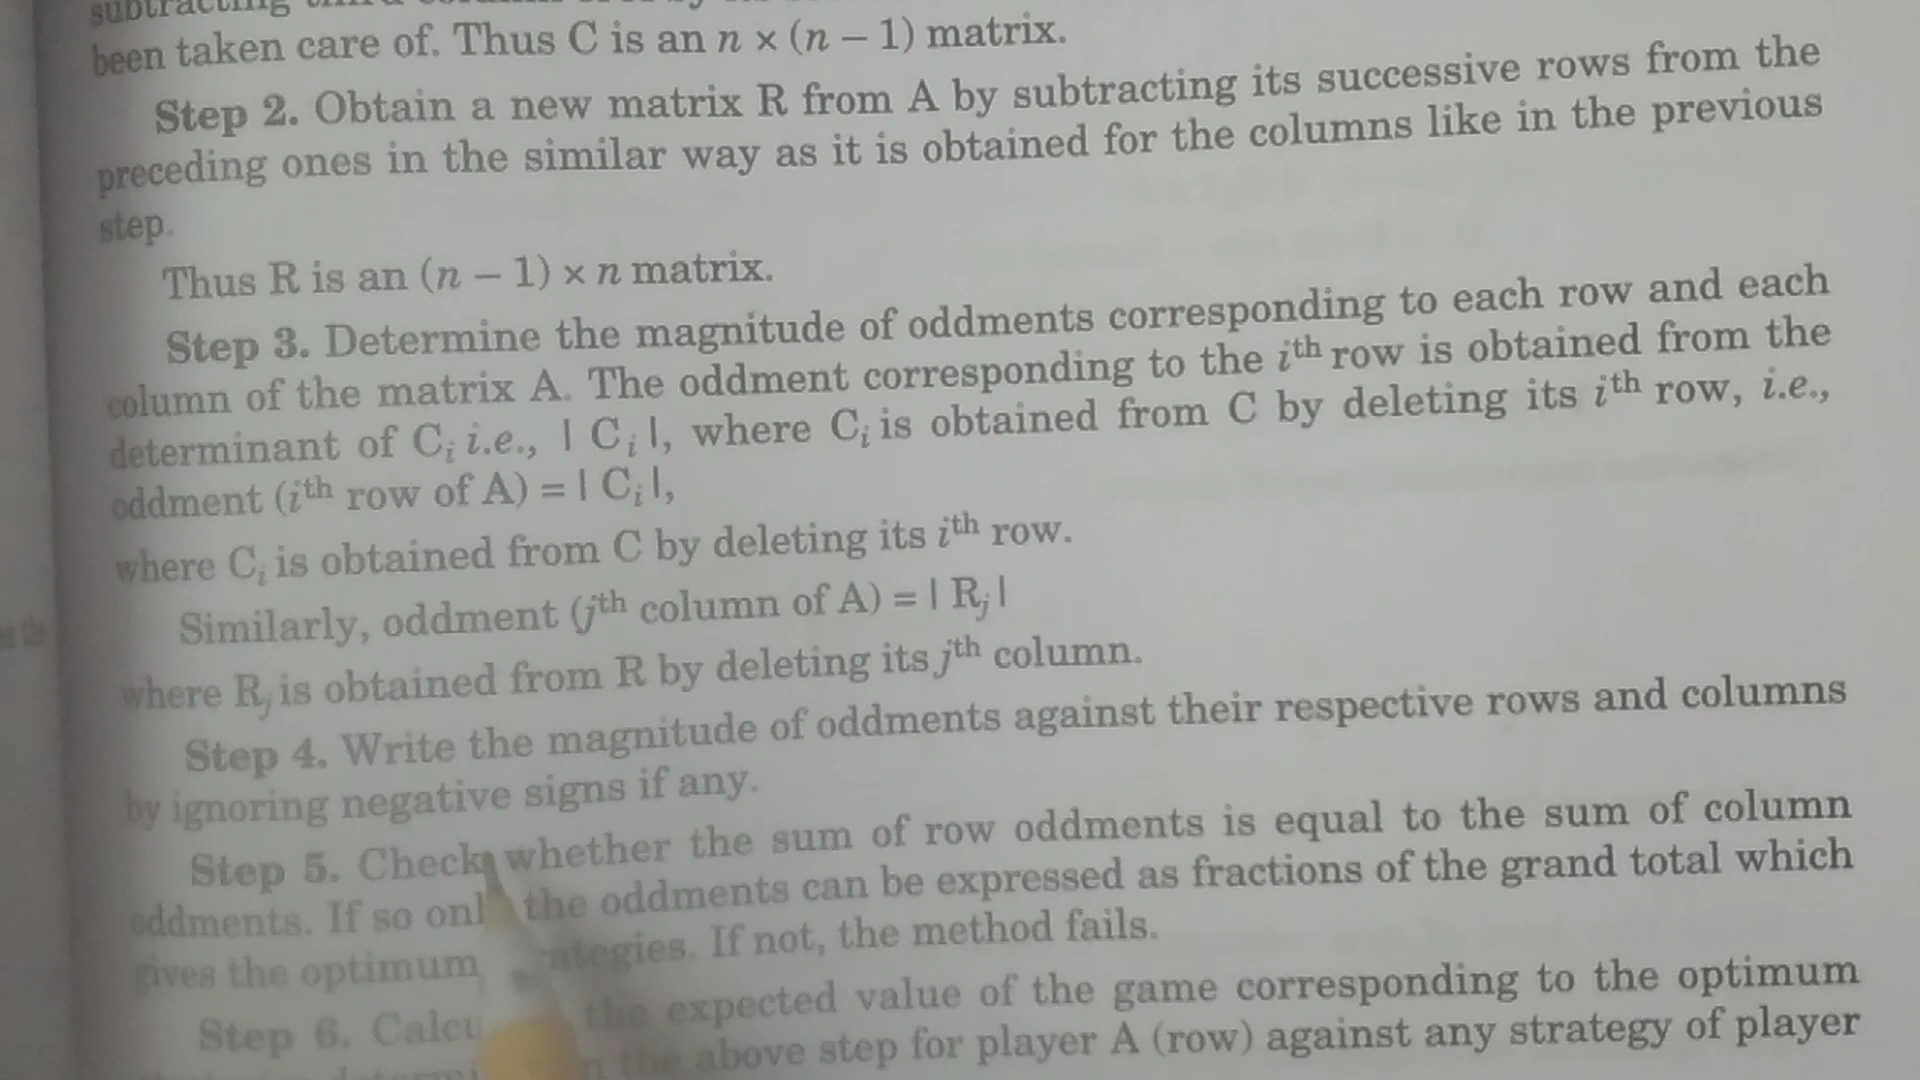 been taken care of. Thus C is an n × (n – 1) matrix.
Step 2. Obtain a new matrix R from A by subtracting its successive rows from the
preceding ones in the similar way as it is obtained for the columns like in the previous
step.
Thus R is an (n – 1) × n matrix.
Step 3. Determine the magnitude of oddments corresponding to each row and each
column of the matrix A. The oddment corresponding to the iᵗʰ row is obtained from the
determinant of Cᵢ i.e., | Cᵢ |, where Cᵢ is obtained from C by deleting its iᵗʰ row, i.e.,
oddment (iᵗʰ row of A) = | Cᵢ |,
where Cᵢ is obtained from C by deleting its iᵗʰ row.
Similarly, oddment (jᵗʰ column of A) = | Rⱼ |
where Rⱼ is obtained from R by deleting its jᵗʰ column.
Step 4. Write the magnitude of oddments against their respective rows and columns
by ignoring negative signs if any.
Step 5. Check whether the sum of row oddments is equal to the sum of column
oddments. If so the oddments can be expressed as fractions of the grand total which
gives the optimum If not, the method fails.
Step 6. the expected value of the game corresponding to the optimum
the above step for player A (row) against any strategy of player